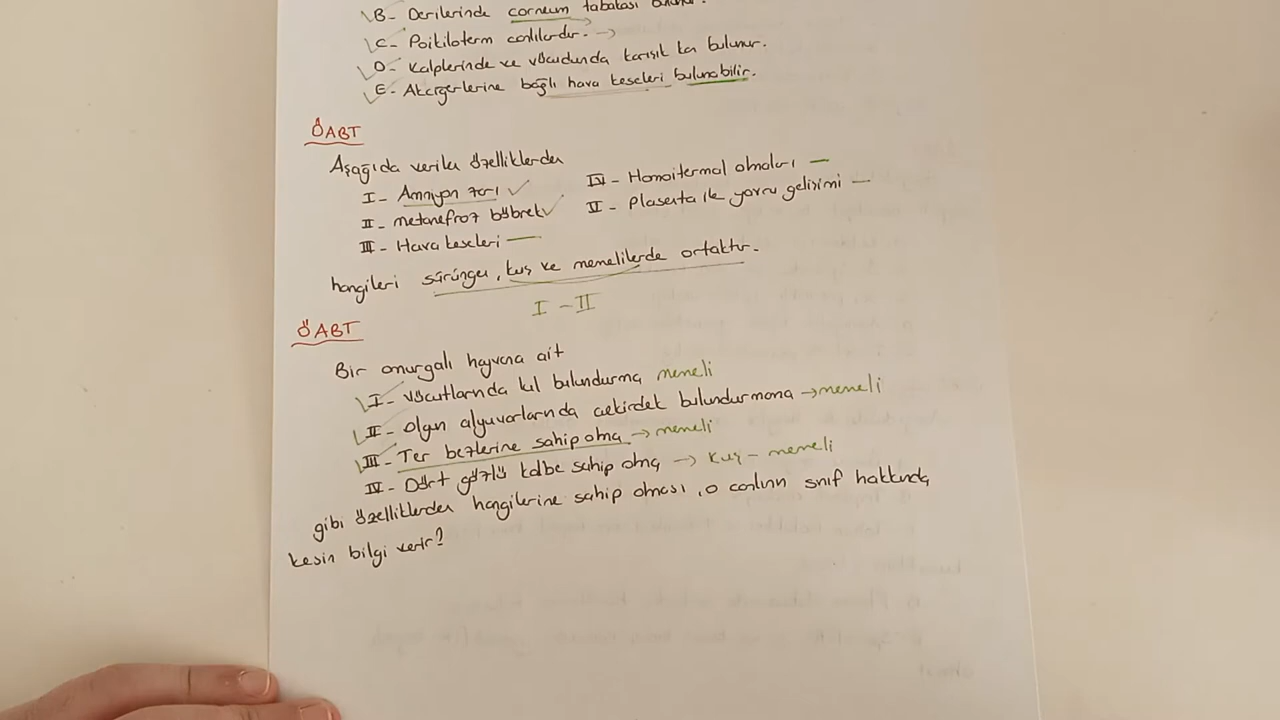 B- Derilerinde corneum tabakası bulunur.
C- Poikiloterm canlılardır. →
D- Kalplerinde ve vücudunda karışık kan bulunur.
E- Akciğerlerine bağlı hava keseleri bulunabilir.
ÖABT
Aşağıda verilen özelliklerden
I- Amniyon zarı ✓
II- metanefroz böbrek ✓
III- Hava keseleri —
IV- Homoitermal olmaları —
II- plasenta ile yavru gelişimi —
hangileri sürüngen, kuş ve memelilerde ortaktır.
I - II
ÖABT
Bir omurgalı hayvana ait
I- Vücutlarında kıl bulundurma memeli
II- Olgun alyuvarlarında çekirdek bulundurmama → memeli
III- Ter bezlerine sahip olma → memeli
IV- Dört gözlü kalbe sahip olma → Kuş - memeli
gibi özelliklerden hangilerine sahip olması, o canlının sınıf hakkında
kesin bilgi verir?